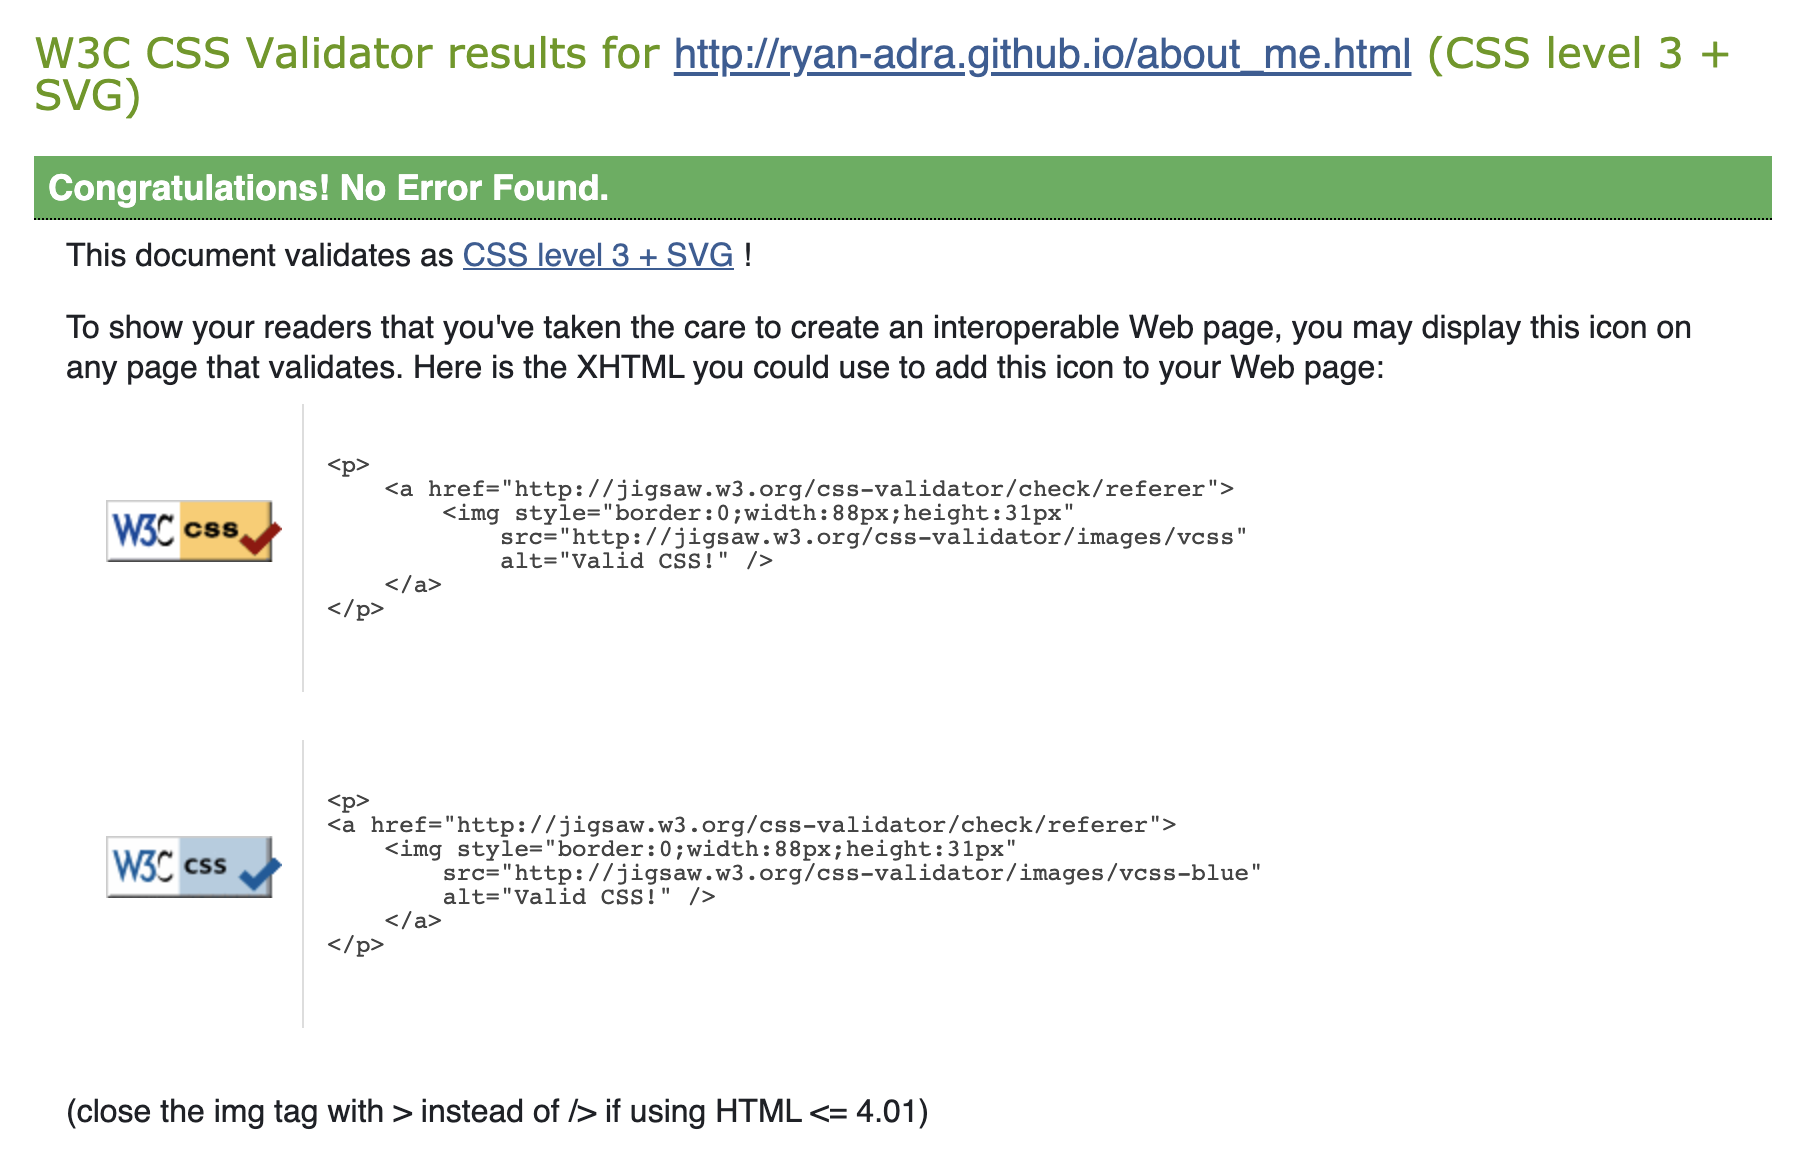 W3C CSS Validator results for http://ryan-adra.github.io/about_me.html (CSS level 3 +
SVG)
Congratulations! No Error Found.
This document validates as CSS level 3 + SVG !
To show your readers that you've taken the care to create an interoperable Web page, you may display this icon on
any page that validates. Here is the XHTML you could use to add this icon to your Web page:
W3C css
<p>
    <a href="http://jigsaw.w3.org/css-validator/check/referer">
        <img style="border:0;width:88px;height:31px"
            src="http://jigsaw.w3.org/css-validator/images/vcss"
            alt="Valid CSS!" />
    </a>
</p>
W3C css
<p>
<a href="http://jigsaw.w3.org/css-validator/check/referer">
    <img style="border:0;width:88px;height:31px"
        src="http://jigsaw.w3.org/css-validator/images/vcss-blue"
        alt="Valid CSS!" />
    </a>
</p>
(close the img tag with > instead of /> if using HTML <= 4.01)